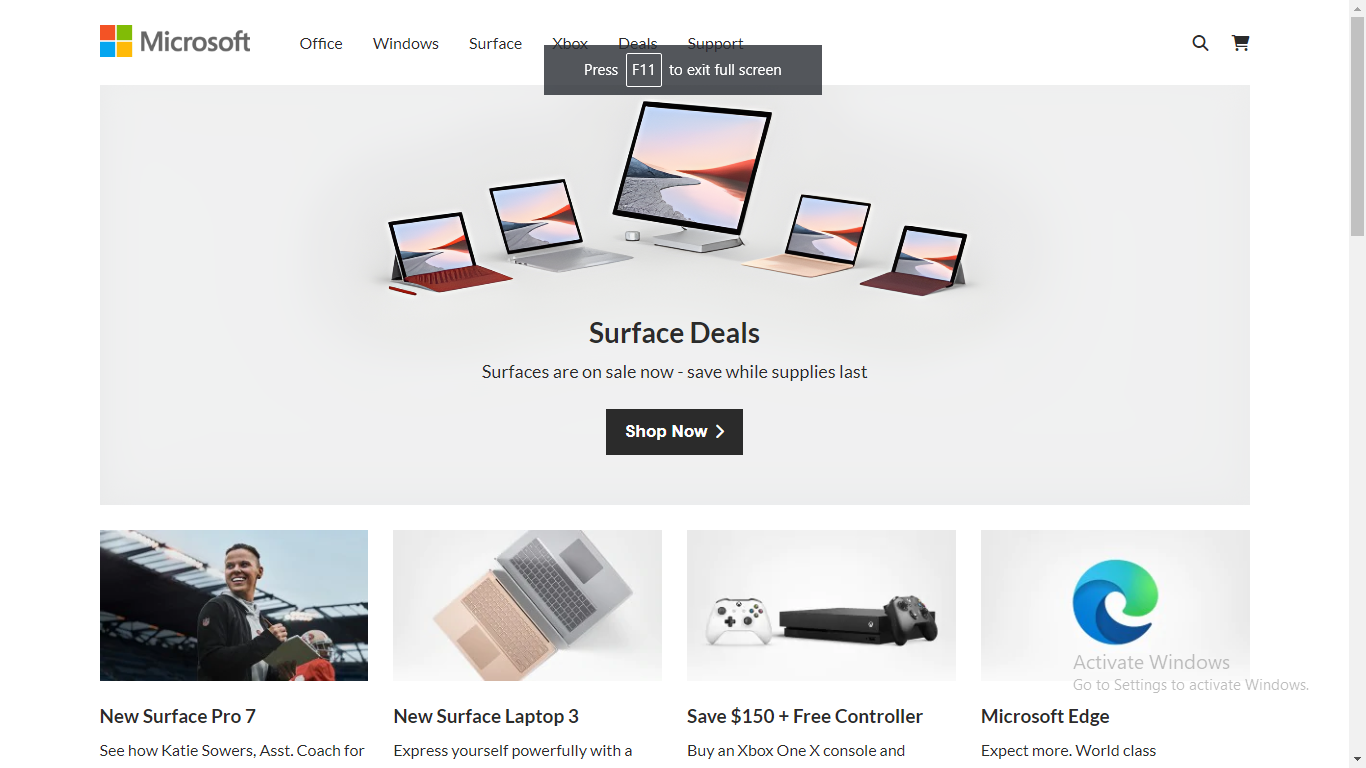 Microsoft
Office Windows Surface Xbox Deals Support
Press F11 to exit full screen
Surface Deals
Surfaces are on sale now - save while supplies last
Shop Now
New Surface Pro 7
See how Katie Sowers, Asst. Coach for
New Surface Laptop 3
Express yourself powerfully with a
Save $150 + Free Controller
Buy an Xbox One X console and
Microsoft Edge
Expect more. World class
Activate Windows
Go to Settings to activate Windows.